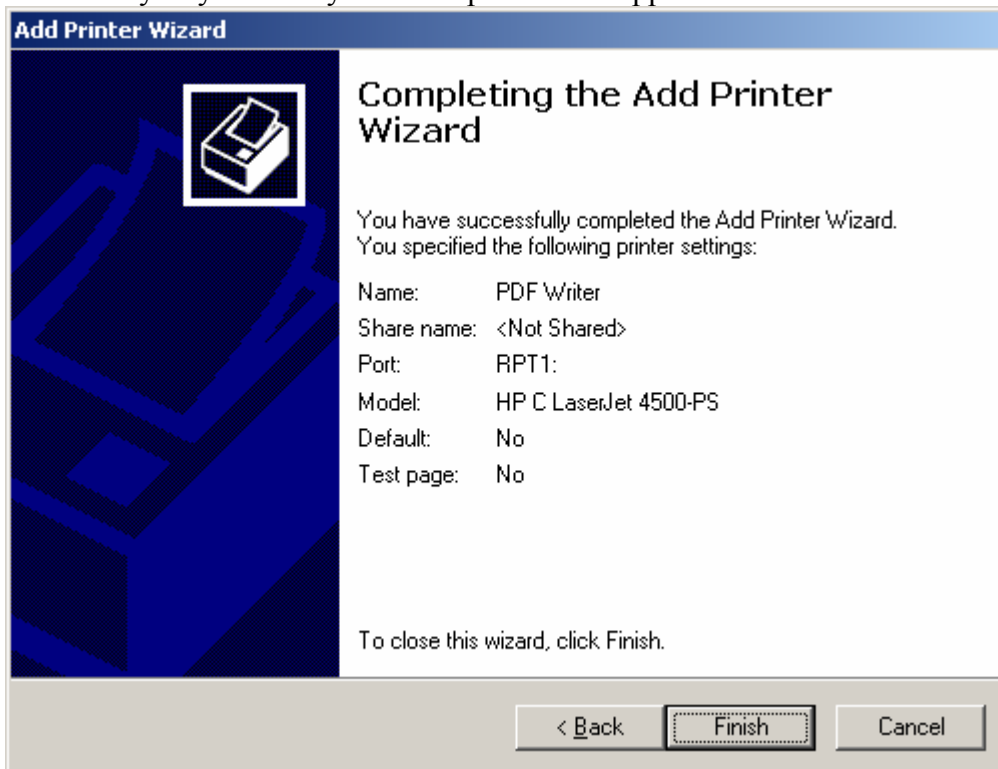 Add Printer Wizard
Completing the Add Printer
Wizard
You have successfully completed the Add Printer Wizard.
You specified the following printer settings:
Name: PDF Writer
Share name: <Not Shared>
Port: RPT1:
Model: HP C LaserJet 4500-PS
Default: No
Test page: No
To close this wizard, click Finish.
< Back Finish Cancel